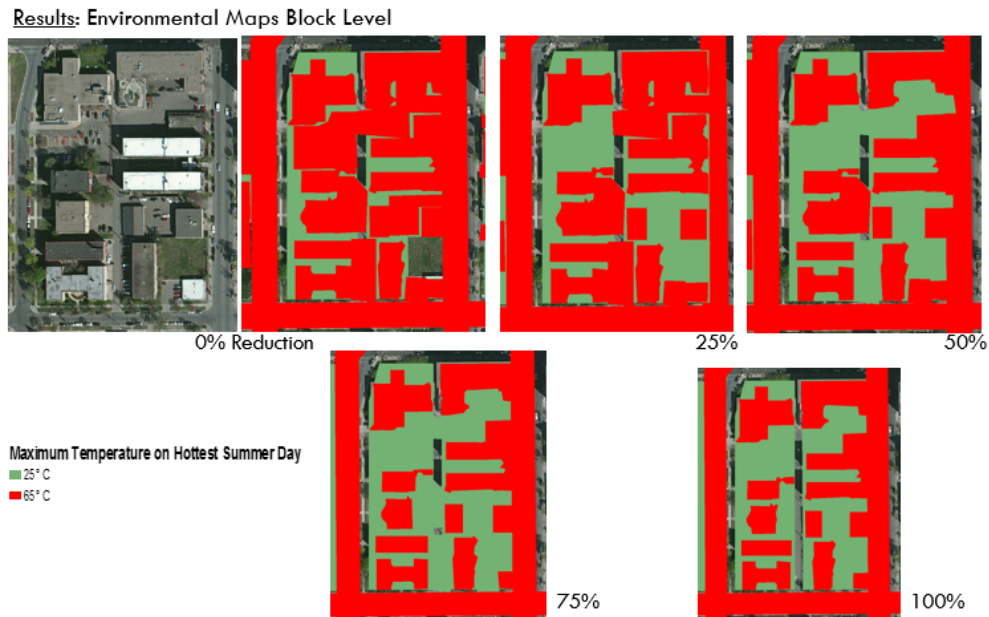 Results: Environmental Maps Block Level
0% Reduction
25%
50%
Maximum Temperature on Hottest Summer Day
25° C
65° C
75%
100%